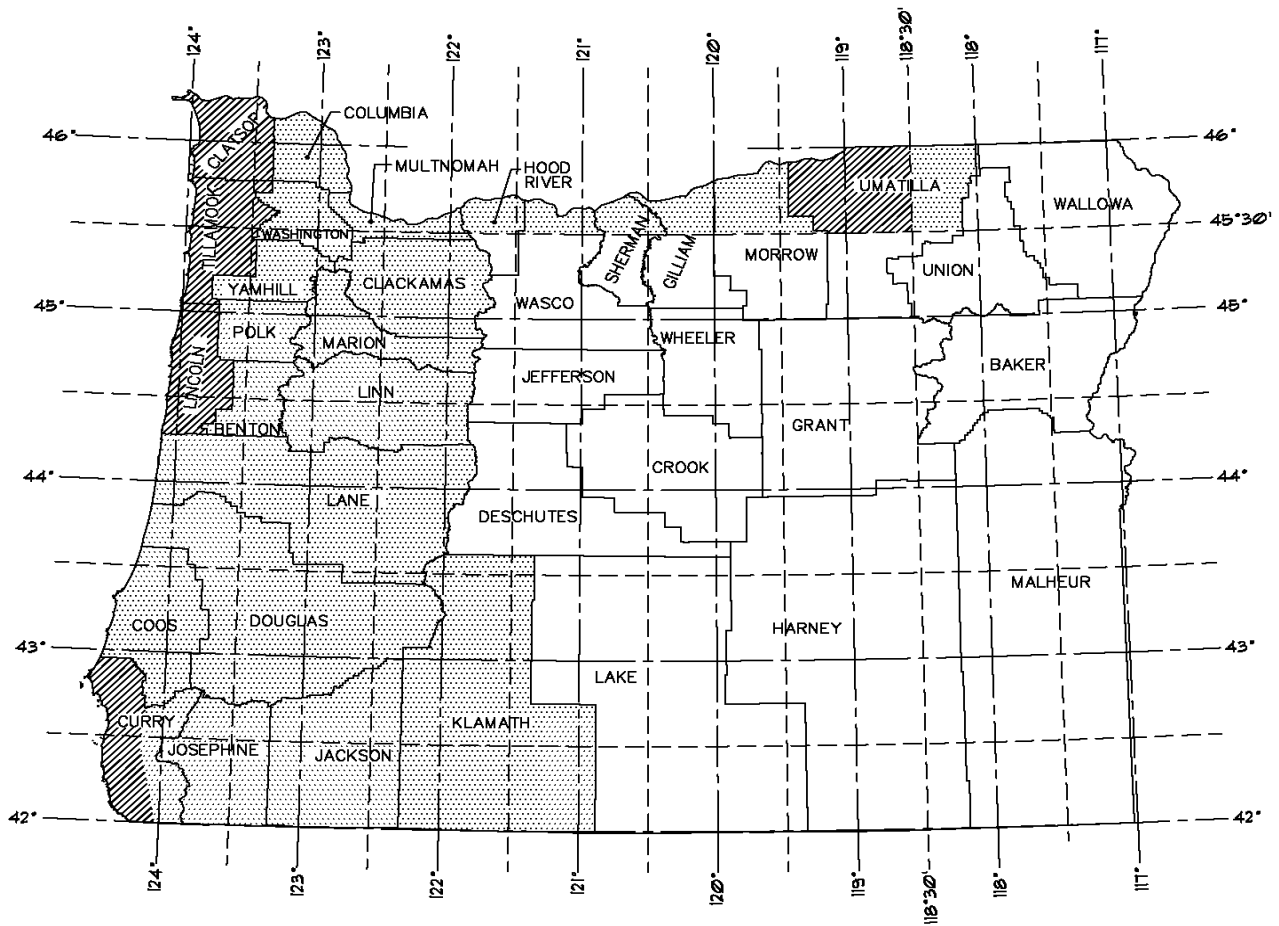 124°
123°
122°
121°
120°
119°
118°30'
118°
117°
COLUMBIA
46°
46°
CLATSOP
MULTNOMAH
HOOD
RIVER
UMATILLA
WALLOWA
TILLAMOOK
45°30'
WASHINGTON
SHERMAN
GILLIAM
MORROW
UNION
YAMHILL
CLACKAMAS
WASCO
45°
45°
POLK
MARION
WHEELER
LINCOLN
JEFFERSON
BAKER
LINN
BENTON
GRANT
CROOK
44°
44°
LANE
DESCHUTES
MALHEUR
COOS
DOUGLAS
HARNEY
43°
43°
LAKE
CURRY
KLAMATH
JOSEPHINE
JACKSON
42°
42°
124°
123°
122°
121°
120°
119°
118°30'
118°
117°